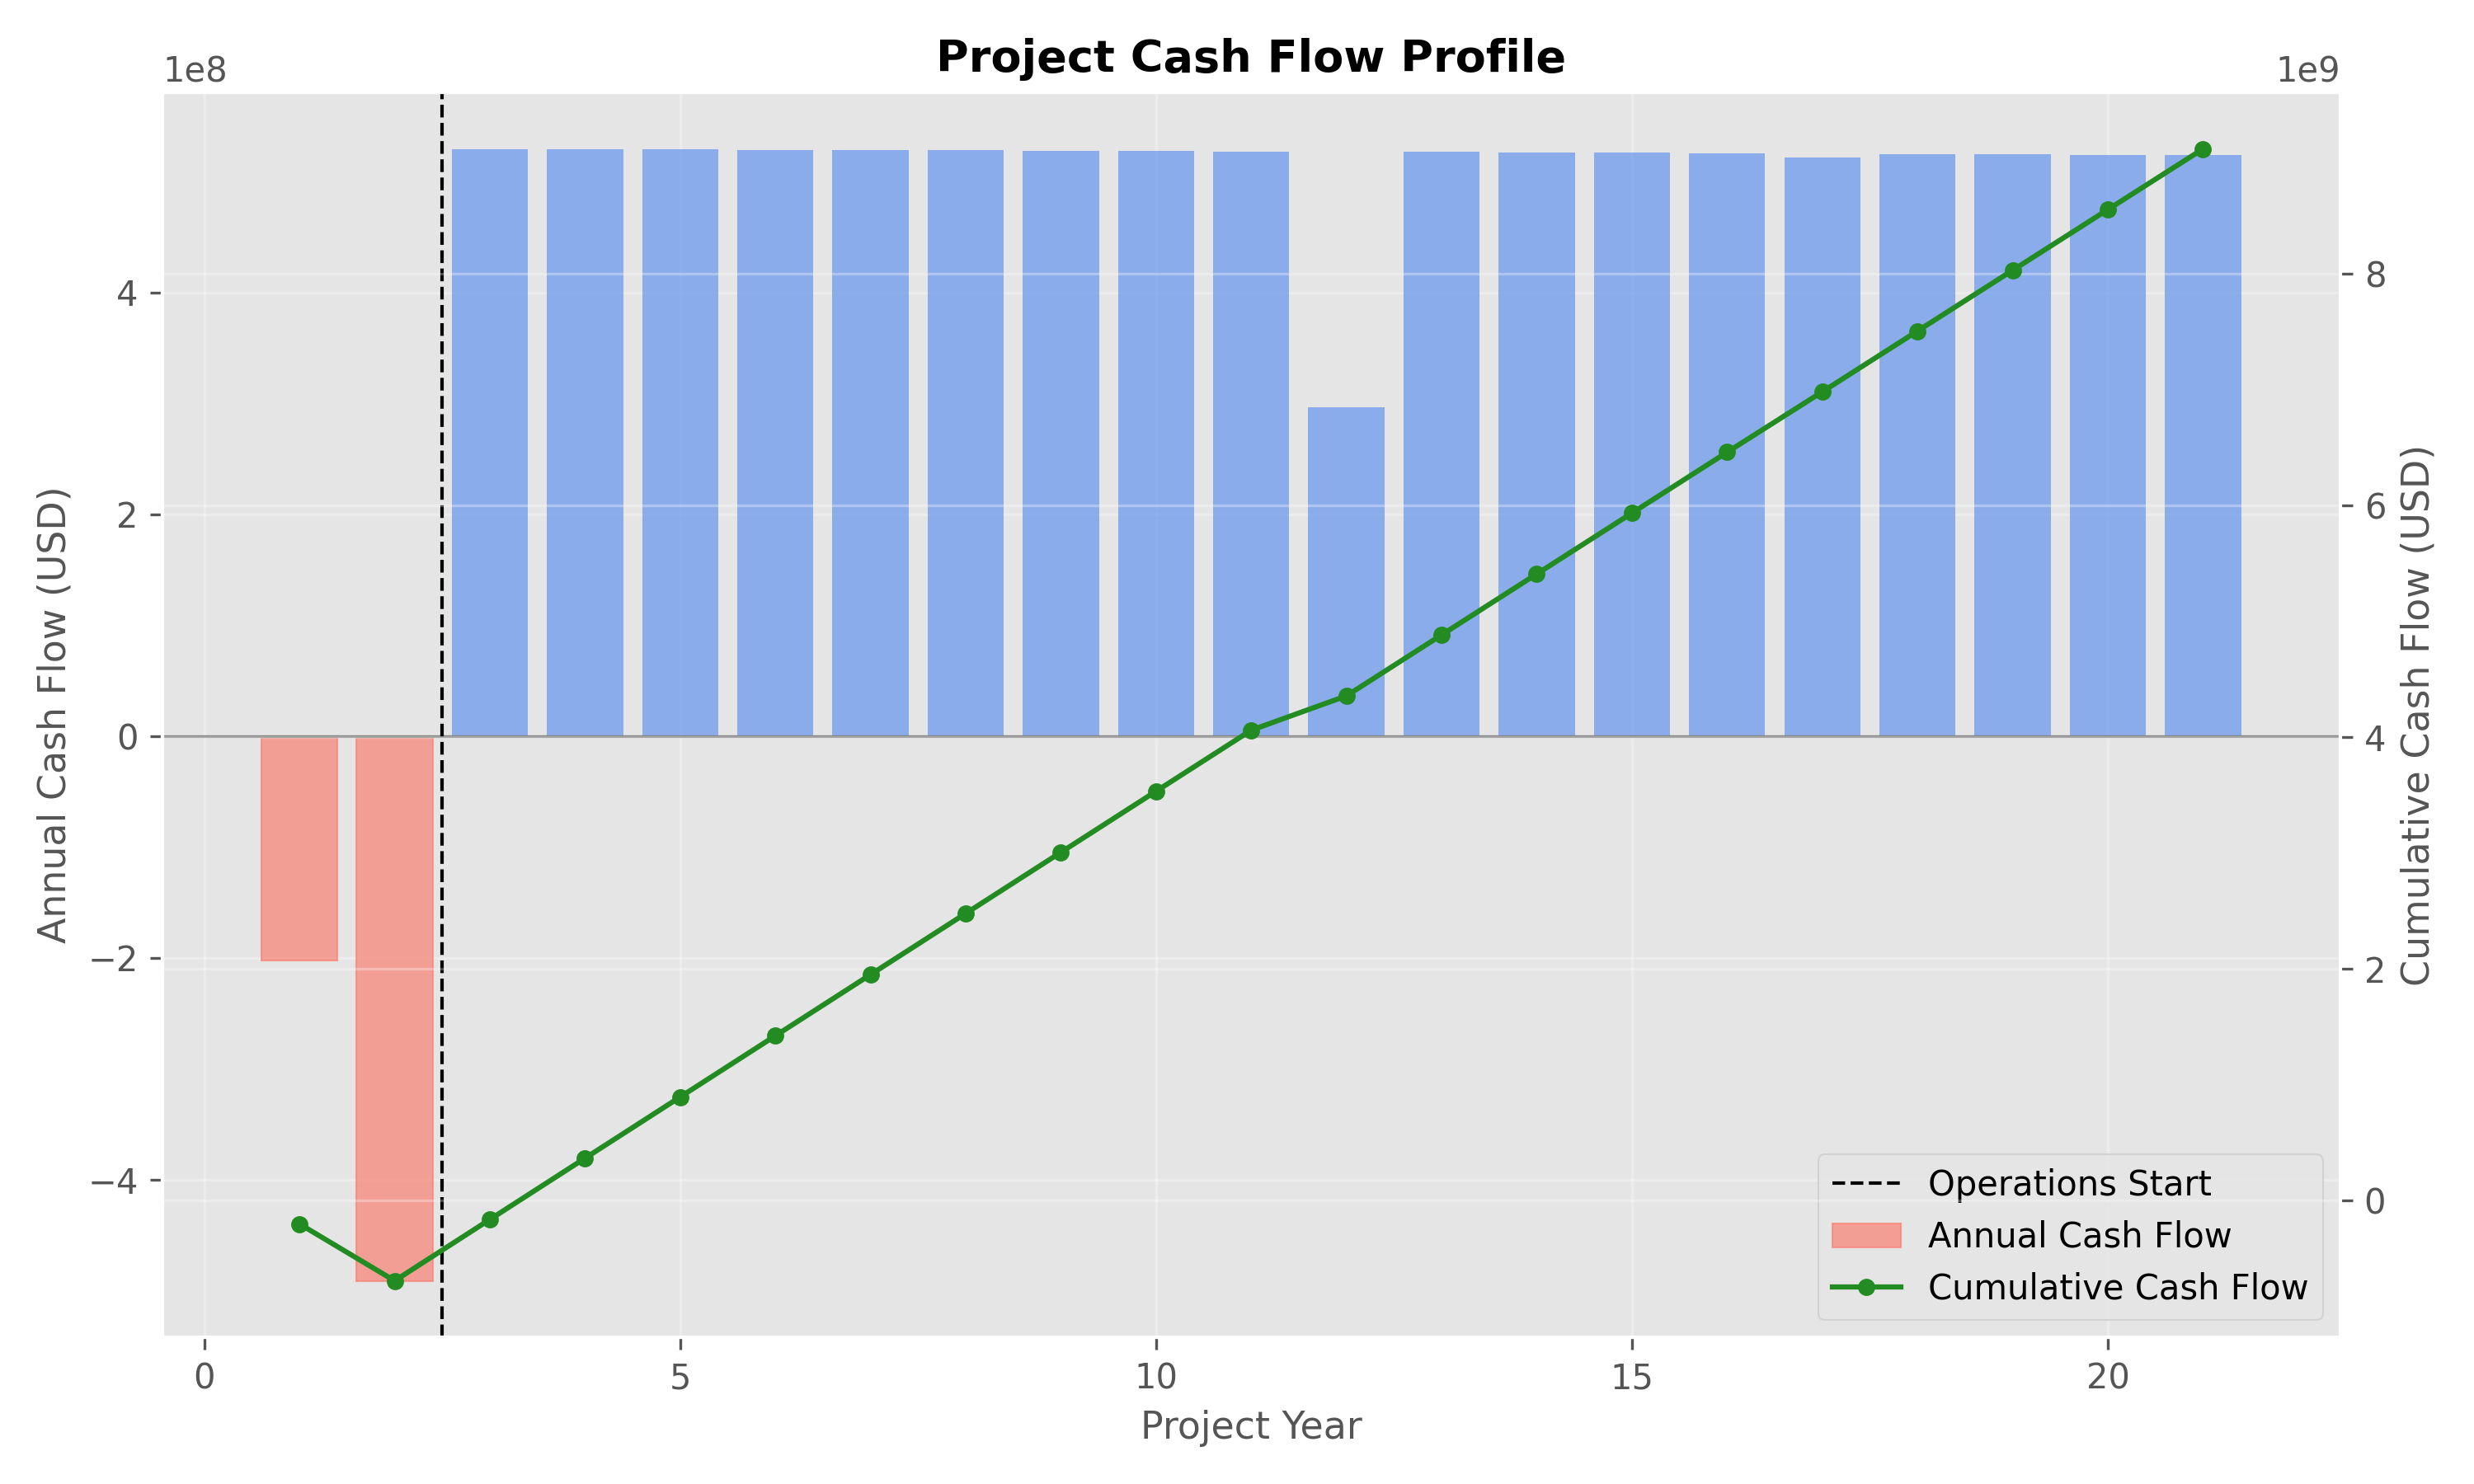 Project Cash Flow Profile
1e8
1e9
Annual Cash Flow (USD)
4
2
0
−2
−4
Cumulative Cash Flow (USD)
8
6
4
2
0
Operations Start
Annual Cash Flow
Cumulative Cash Flow
0 5 10 15 20
Project Year